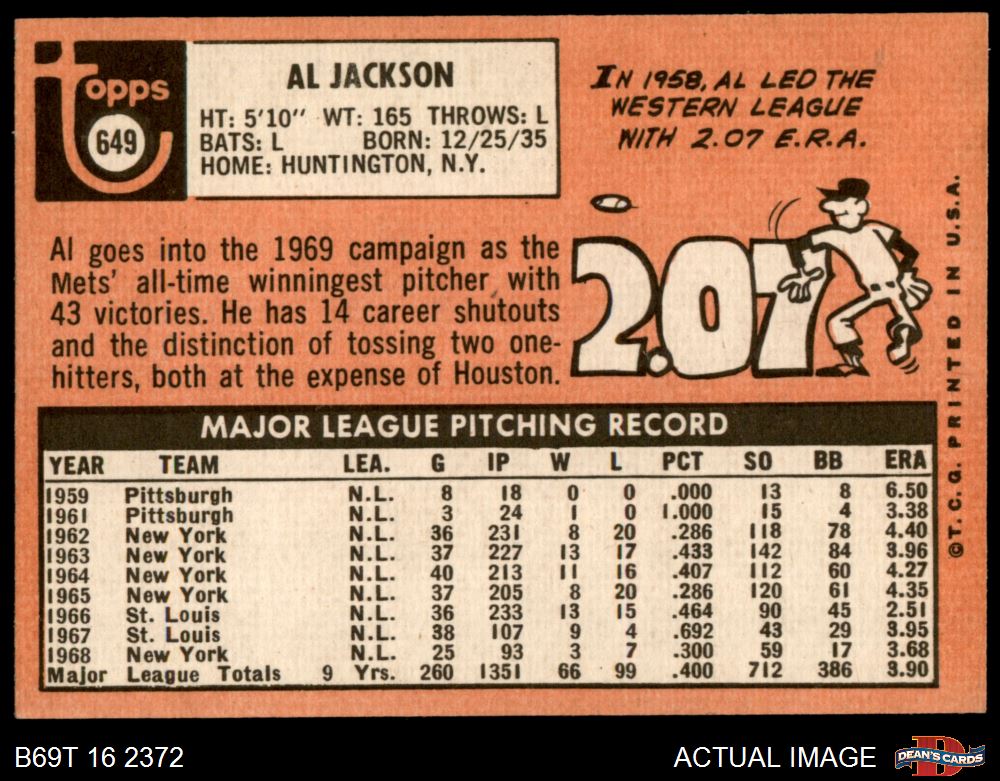 Topps
649
AL JACKSON
HT: 5'10" WT: 165 THROWS: L
BATS: L BORN: 12/25/35
HOME: HUNTINGTON, N.Y.
IN 1958, AL LED THE
WESTERN LEAGUE
WITH 2.07 E.R.A.
2.07
Al goes into the 1969 campaign as the
Mets' all-time winningest pitcher with
43 victories. He has 14 career shutouts
and the distinction of tossing two one-
hitters, both at the expense of Houston.
MAJOR LEAGUE PITCHING RECORD
YEAR TEAM LEA. G IP W L PCT SO BB ERA
1959 Pittsburgh N.L. 8 18 0 0 .000 13 8 6.50
1961 Pittsburgh N.L. 3 24 1 0 1.000 15 4 3.38
1962 New York N.L. 36 231 8 20 .286 118 78 4.40
1963 New York N.L. 37 227 13 17 .433 142 84 3.96
1964 New York N.L. 40 213 11 16 .407 112 60 4.27
1965 New York N.L. 37 205 8 20 .286 120 61 4.35
1966 St. Louis N.L. 36 233 13 15 .464 90 45 2.51
1967 St. Louis N.L. 38 107 9 4 .692 43 29 3.95
1968 New York N.L. 25 93 3 7 .300 59 17 3.68
Major League Totals 9 Yrs. 260 1351 66 99 .400 712 386 3.90
©T.C.G. PRINTED IN U.S.A.
B69T 16 2372
ACTUAL IMAGE
DEAN'S CARDS